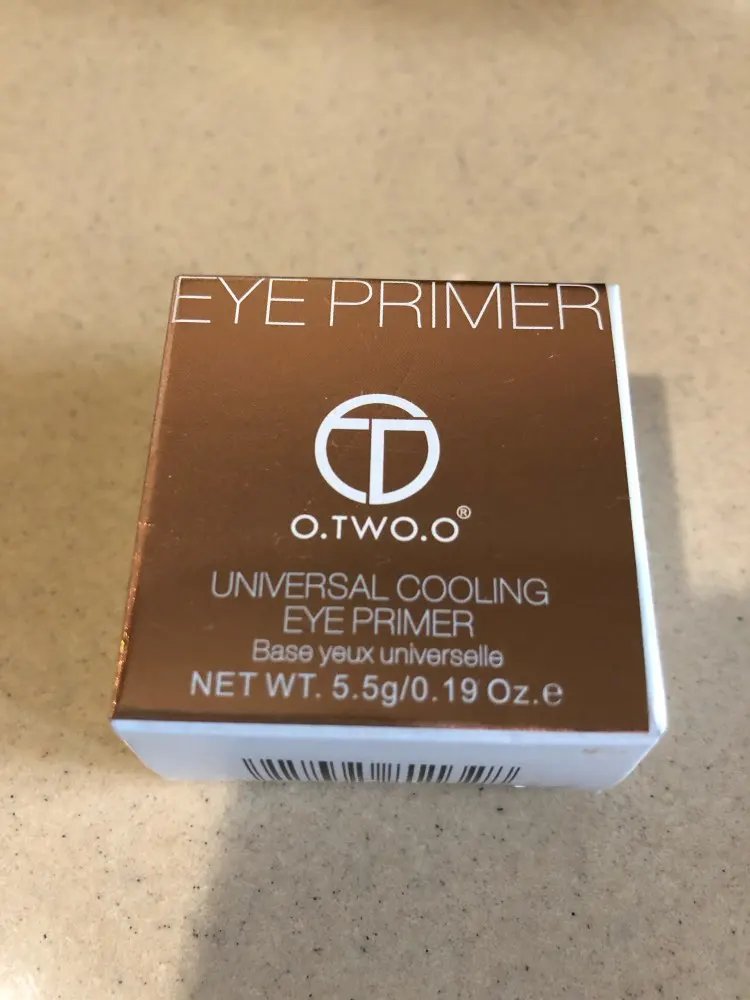 EYE PRIMER
O.TWO.O®
UNIVERSAL COOLING
EYE PRIMER
Base yeux universelle
NET WT. 5.5g/0.19 Oz.e